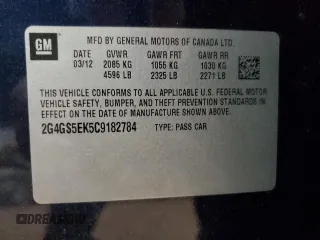 GM
MFD BY GENERAL MOTORS OF CANADA LTD.
DATE GVWR GAWR FRT GAWR RR
03/12 2085 KG 1055 KG 1030 KG
4596 LB 2325 LB 2271 LB
THIS VEHICLE CONFORMS TO ALL APPLICABLE U.S. FEDERAL MOTOR
VEHICLE SAFETY, BUMPER, AND THEFT PREVENTION STANDARDS IN
EFFECT ON THE DATE OF MANUFACTURE SHOWN ABOVE.
2G4GS5EK5C9182784 TYPE: PASS CAR